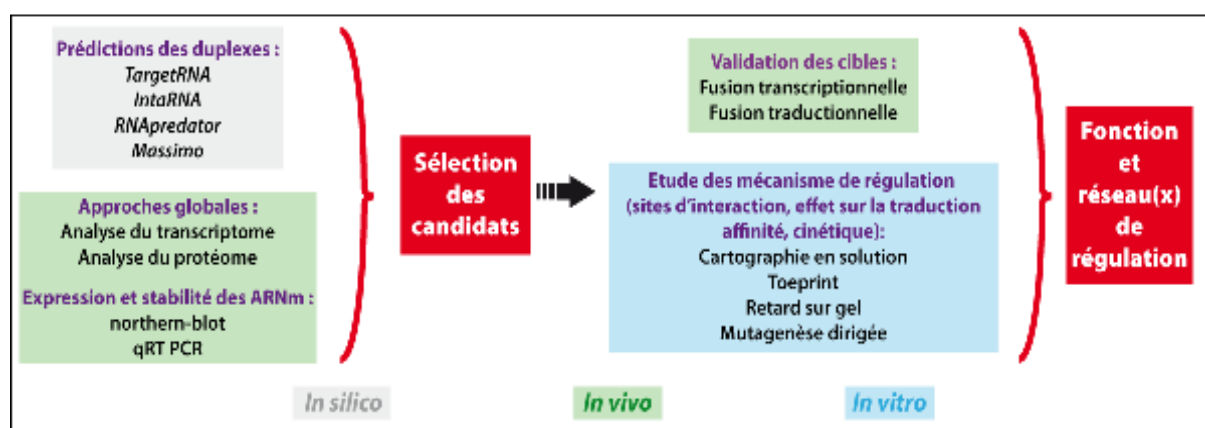 Prédictions des duplexes :
TargetRNA
IntaRNA
RNApredator
Massimo
Approches globales :
Analyse du transcriptome
Analyse du protéome
Expression et stabilité des ARNm :
northern-blot
qRT PCR
Sélection
des
candidats
Validation des cibles :
Fusion transcriptionnelle
Fusion traductionnelle
Etude des mécanisme de régulation
(sites d'interaction, effet sur la traduction
affinité, cinétique):
Cartographie en solution
Toeprint
Retard sur gel
Mutagenèse dirigée
Fonction
et
réseau(x)
de
régulation
In silico
In vivo
In vitro